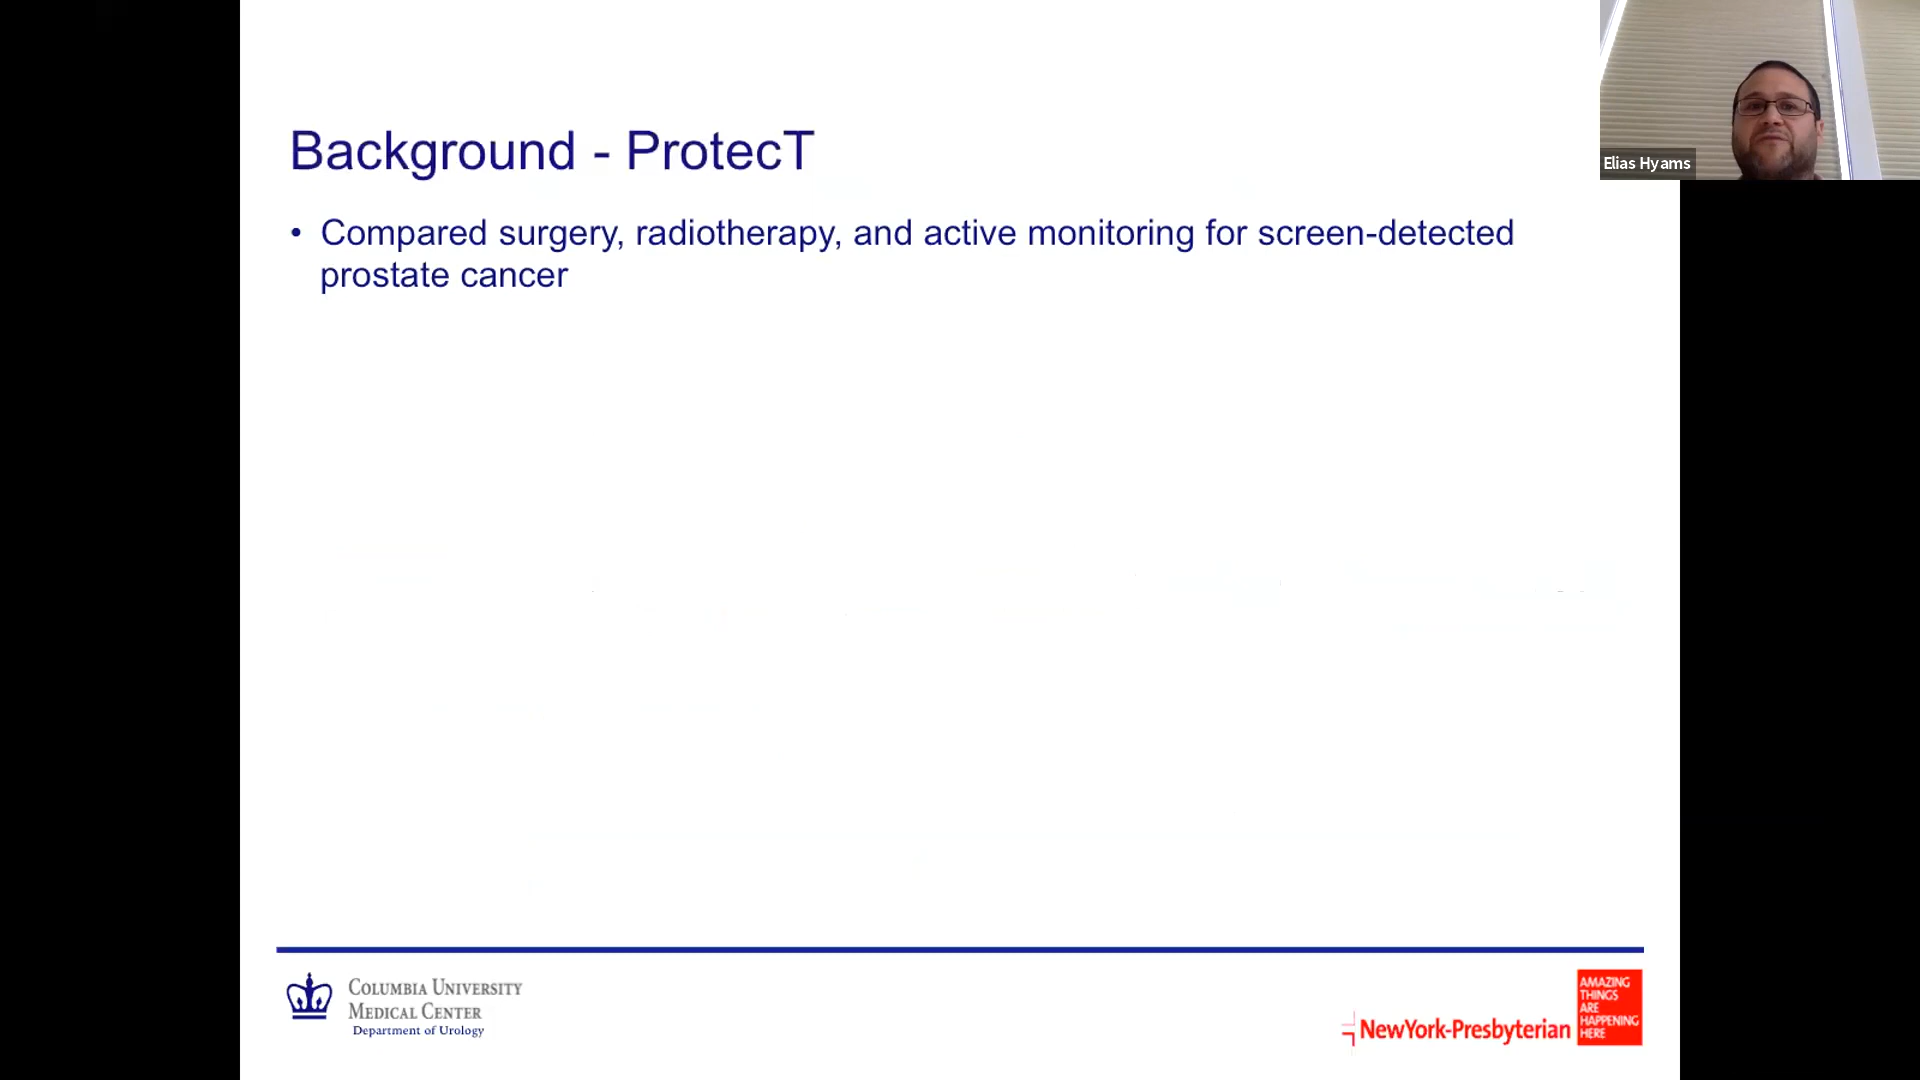 Background - ProtecT
• Compared surgery, radiotherapy, and active monitoring for screen-detected
prostate cancer
Elias Hyams
COLUMBIA UNIVERSITY
MEDICAL CENTER
Department of Urology
NewYork-Presbyterian
AMAZING
THINGS
ARE
HAPPENING
HERE